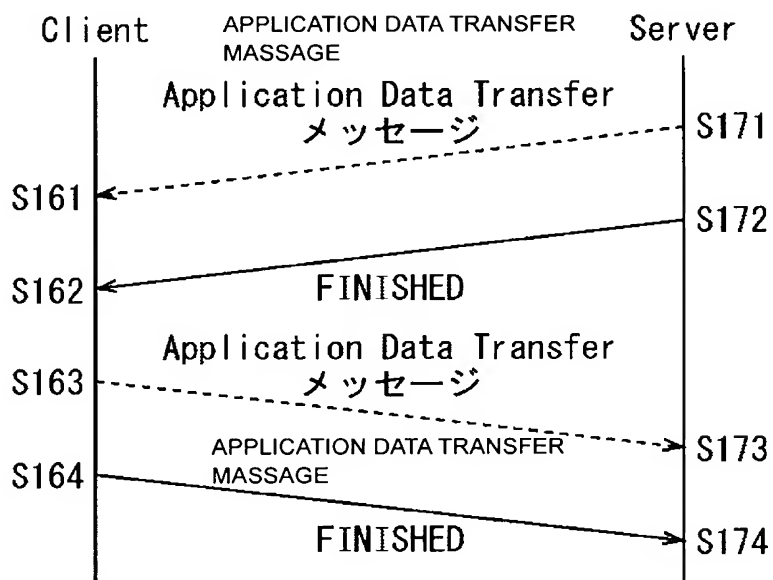 Client
APPLICATION DATA TRANSFER
MASSAGE
Server
Application Data Transfer
メッセージ
S171
S161
S172
S162
FINISHED
Application Data Transfer
メッセージ
S163
S173
APPLICATION DATA TRANSFER
MASSAGE
S164
FINISHED
S174